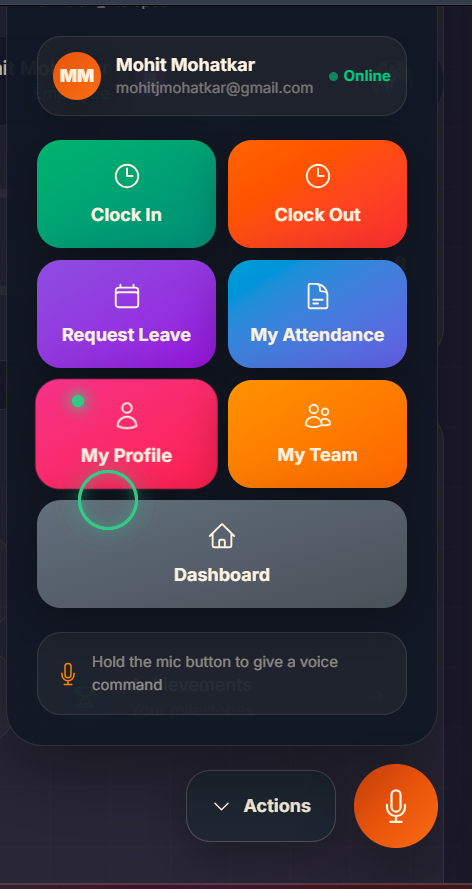 MM
Mohit Mohatkar
mohitjmohatkar@gmail.com
Online
Clock In
Clock Out
Request Leave
My Attendance
My Profile
My Team
Dashboard
Hold the mic button to give a voice
command
Actions